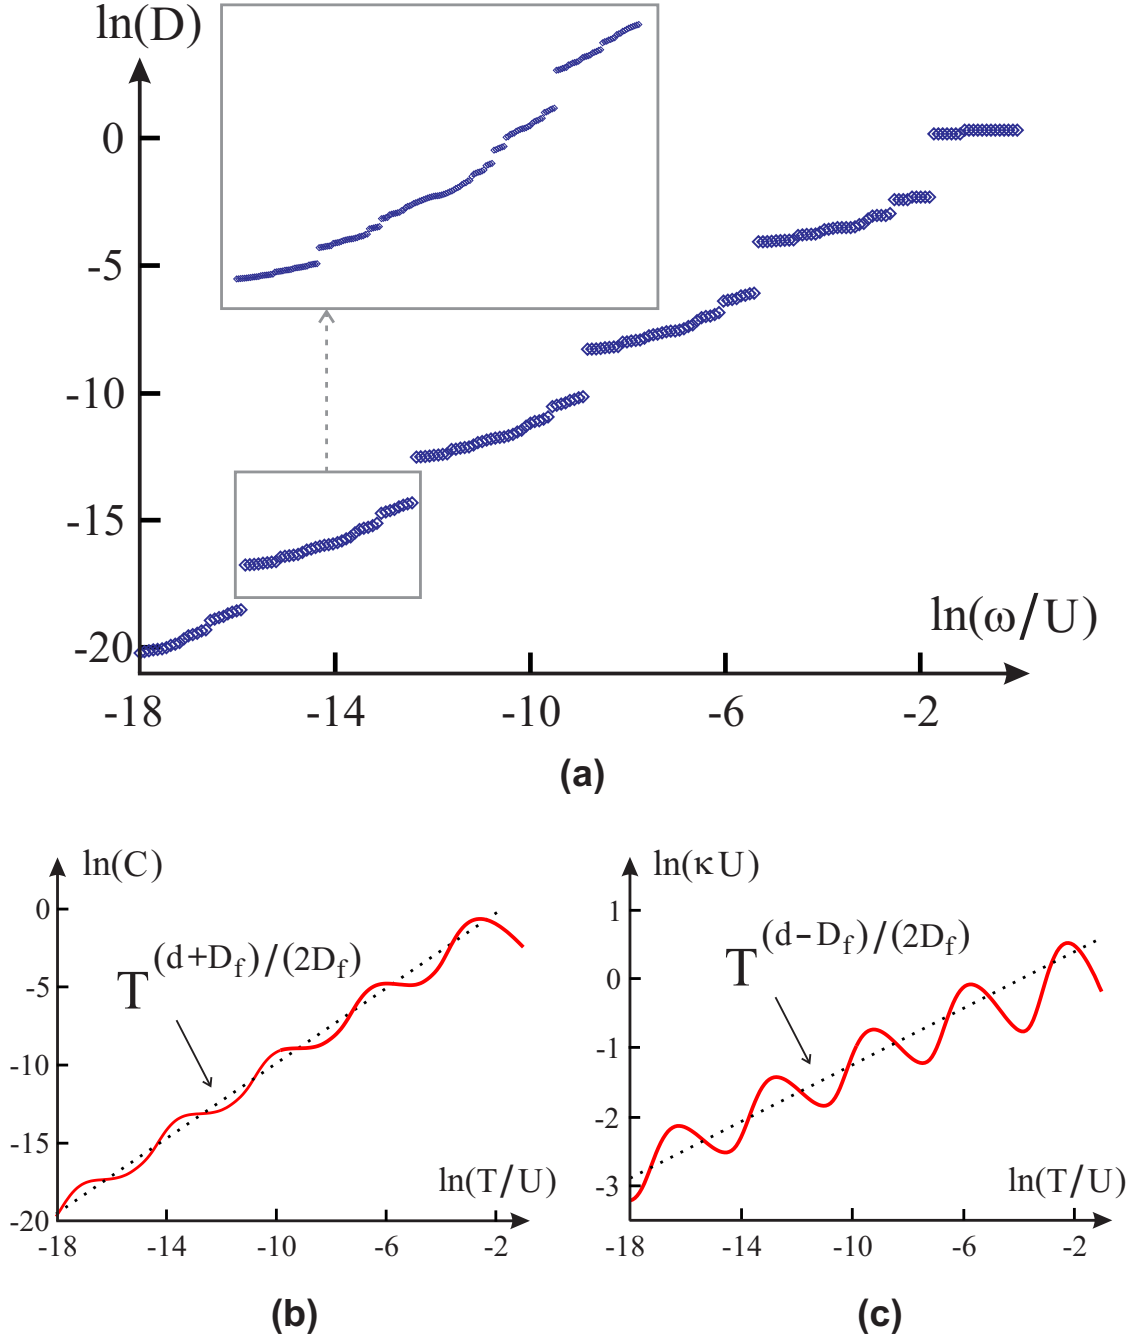 ln(D)
0
-5
-10
-15
-20
ln(ω/U)
-18 -14 -10 -6 -2
(a)
ln(C)
0
-5
-10
-15
-20
T^(d+D_f)/(2D_f)
ln(T/U)
-18 -14 -10 -6 -2
(b)
ln(κU)
1
0
-1
-2
-3
T^(d-D_f)/(2D_f)
ln(T/U)
-18 -14 -10 -6 -2
(c)